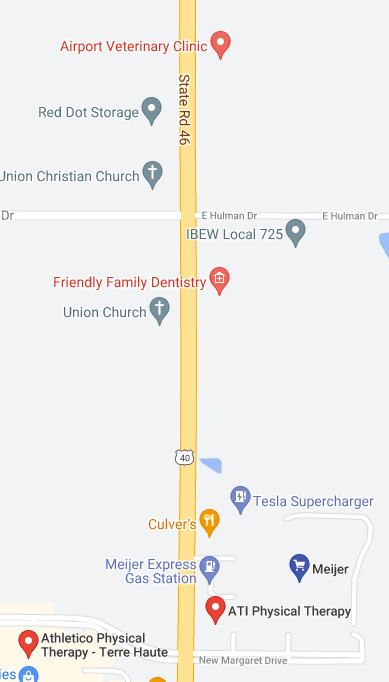 Airport Veterinary Clinic
State Rd 46
Red Dot Storage
Union Christian Church
Dr
E Hulman Dr
E Hulman Dr
IBEW Local 725
Friendly Family Dentistry
Union Church
40
Tesla Supercharger
Culver's
Meijer Express
Gas Station
Meijer
ATI Physical Therapy
Athletico Physical
Therapy - Terre Haute
New Margaret Drive
ies